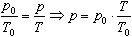 p₀/T₀ = p/T ⇒ p = p₀ · T/T₀